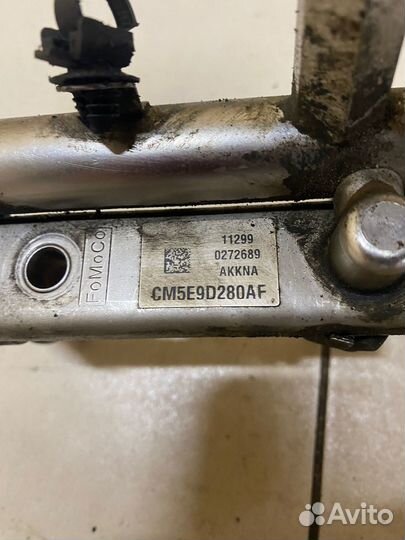 FoMoCo
11299
0272689
AKKNA
CM5E9D280AF
Avito